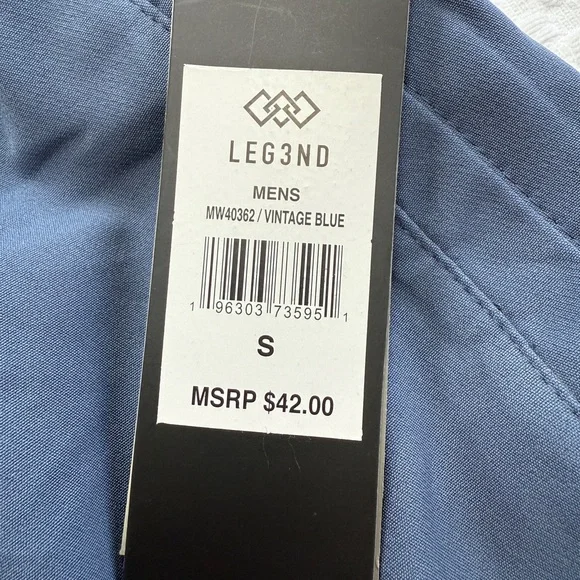 LEG3ND
MENS
MW40362 / VINTAGE BLUE
1 96303 73595 1
S
MSRP $42.00